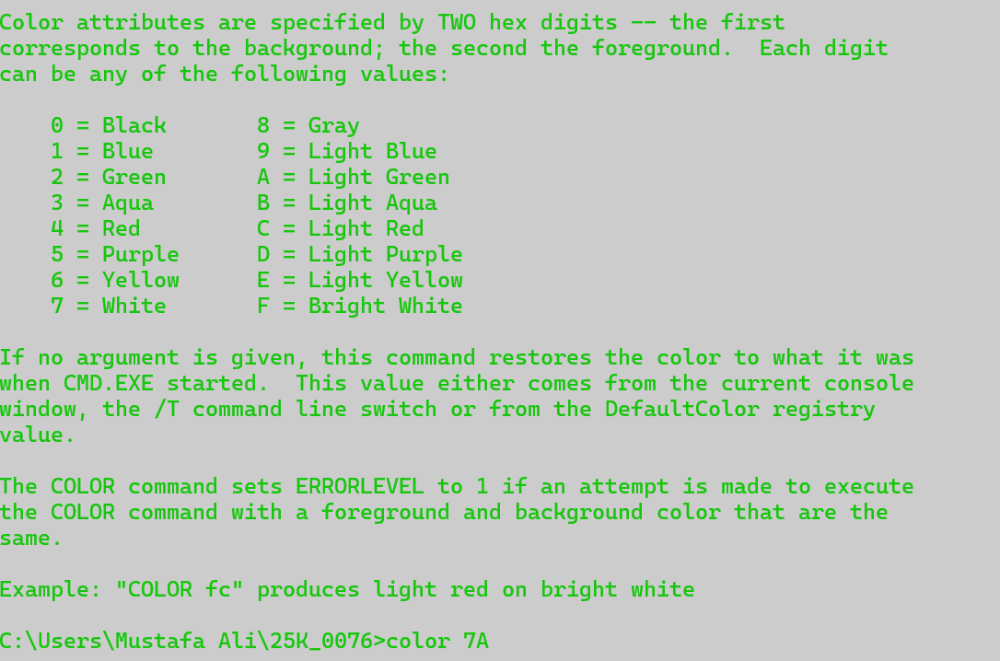 Color attributes are specified by TWO hex digits -- the first
corresponds to the background; the second the foreground.  Each digit
can be any of the following values:

    0 = Black       8 = Gray
    1 = Blue        9 = Light Blue
    2 = Green       A = Light Green
    3 = Aqua        B = Light Aqua
    4 = Red         C = Light Red
    5 = Purple      D = Light Purple
    6 = Yellow      E = Light Yellow
    7 = White       F = Bright White

If no argument is given, this command restores the color to what it was
when CMD.EXE started.  This value either comes from the current console
window, the /T command line switch or from the DefaultColor registry
value.

The COLOR command sets ERRORLEVEL to 1 if an attempt is made to execute
the COLOR command with a foreground and background color that are the
same.

Example: "COLOR fc" produces light red on bright white

C:\Users\Mustafa Ali\25K_0076>color 7A